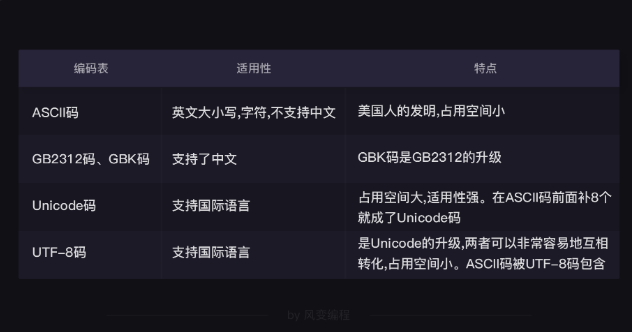 编码表 适用性 特点
ASCII码 英文大小写,字符,不支持中文 美国人的发明,占用空间小
GB2312码、GBK码 支持了中文 GBK码是GB2312的升级
Unicode码 支持国际语言 占用空间大,适用性强。在ASCII码前面补8个
就成了Unicode码
UTF-8码 支持国际语言 是Unicode的升级,两者可以非常容易地互相
转化,占用空间小。ASCII码被UTF-8码包含
by 风变编程